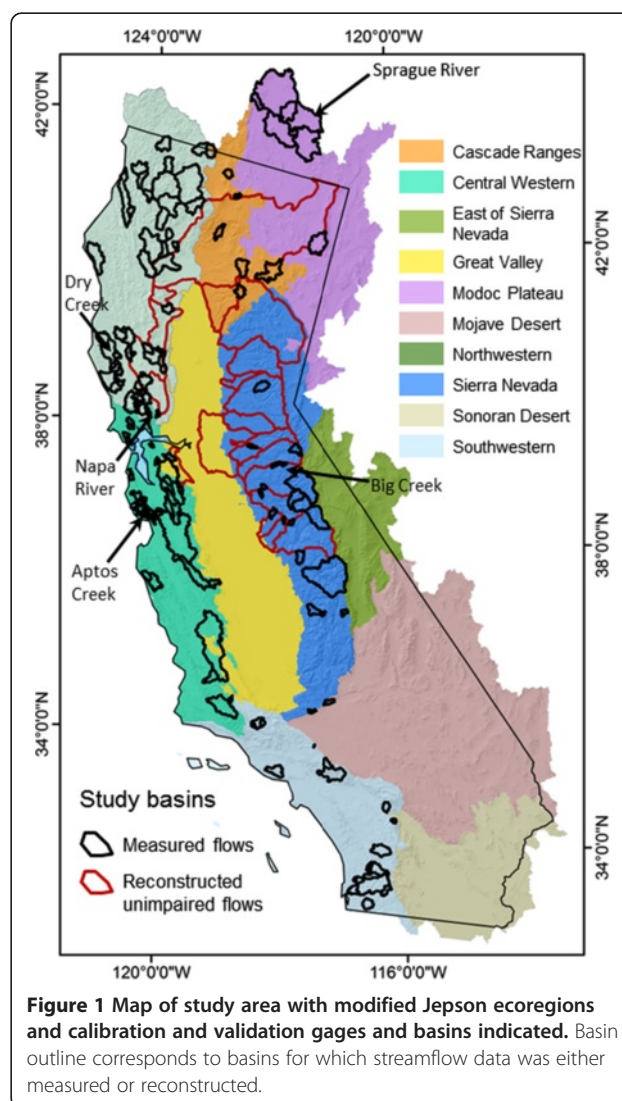 124°0'0"W
120°0'0"W
Sprague River
42°0'0"N
42°0'0"N
Cascade Ranges
Central Western
East of Sierra
Nevada
Great Valley
Modoc Plateau
Mojave Desert
Northwestern
Sierra Nevada
Sonoran Desert
Southwestern
Dry
Creek
38°0'0"N
38°0'0"N
Napa
River
Big Creek
Aptos
Creek
34°0'0"N
34°0'0"N
Study basins
Measured flows
Reconstructed
unimpaired flows
120°0'0"W
116°0'0"W
Figure 1 Map of study area with modified Jepson ecoregions
and calibration and validation gages and basins indicated. Basin
outline corresponds to basins for which streamflow data was either
measured or reconstructed.